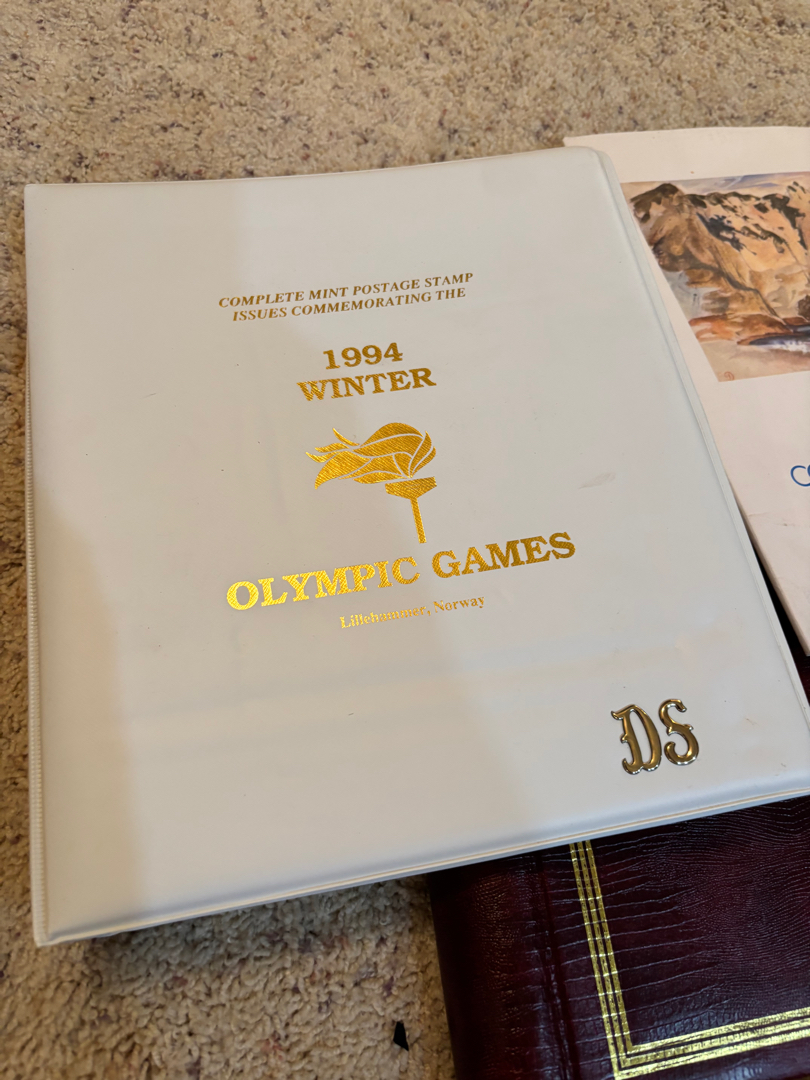 COMPLETE MINT POSTAGE STAMP
ISSUES COMMEMORATING THE
1994
WINTER
OLYMPIC GAMES
Lillehammer, Norway
DS